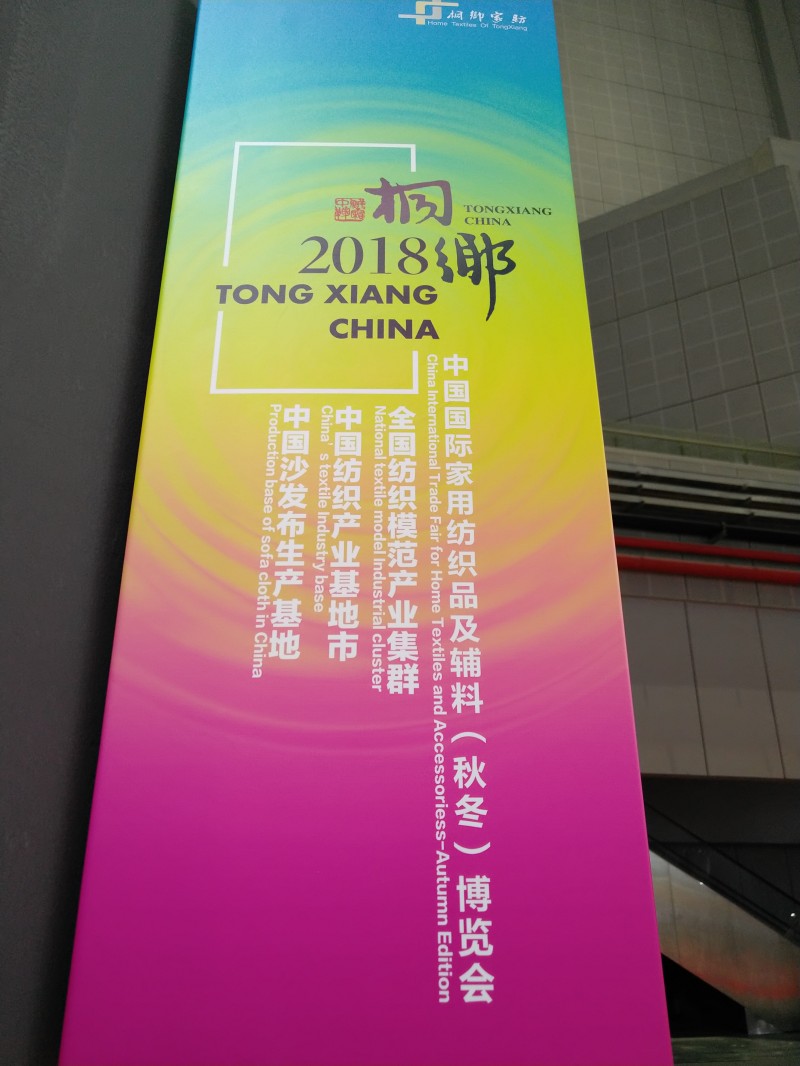 桐鄉家紡
Home Textiles Of TongXiang
桐鄉
TONGXIANG
CHINA
2018
TONG XIANG
CHINA
中国国际家用纺织品及辅料（秋冬）博览会
China International Trade Fair for Home Textiles and Accessoriess-Autumn Edition
全国纺织模范产业集群
National textile model Industrial cluster
中国纺织产业基地市
China's textile Industry base
中国沙发布生产基地
Production base of sofa cloth in China